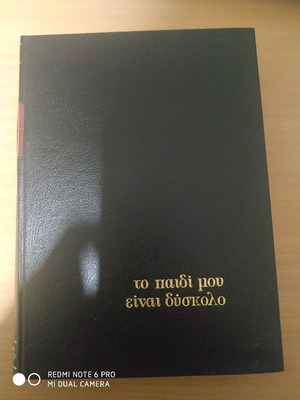 το παιδί μου
είναι δύσκολο
REDMI NOTE 6 PRO
MI DUAL CAMERA